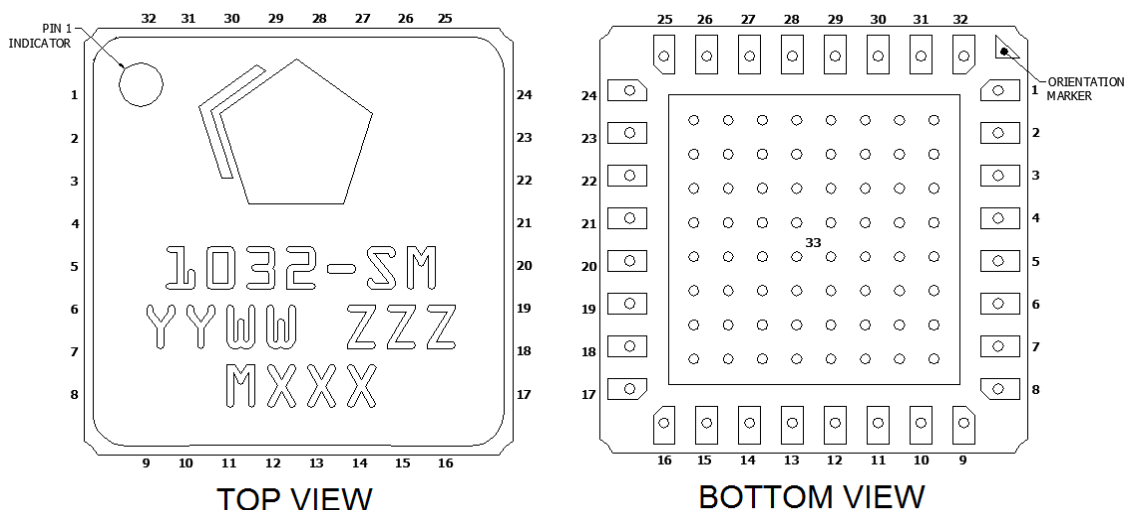 32 31 30 29 28 27 26 25
PIN 1
INDICATOR
1
2
3
4
5
6
7
8
24
23
22
21
20
19
18
17
1032-SM
YYWW ZZZ
MXXX
9 10 11 12 13 14 15 16
TOP VIEW
25 26 27 28 29 30 31 32
ORIENTATION
MARKER
24
23
22
21
20
19
18
17
1
2
3
4
5
6
7
8
33
16 15 14 13 12 11 10 9
BOTTOM VIEW